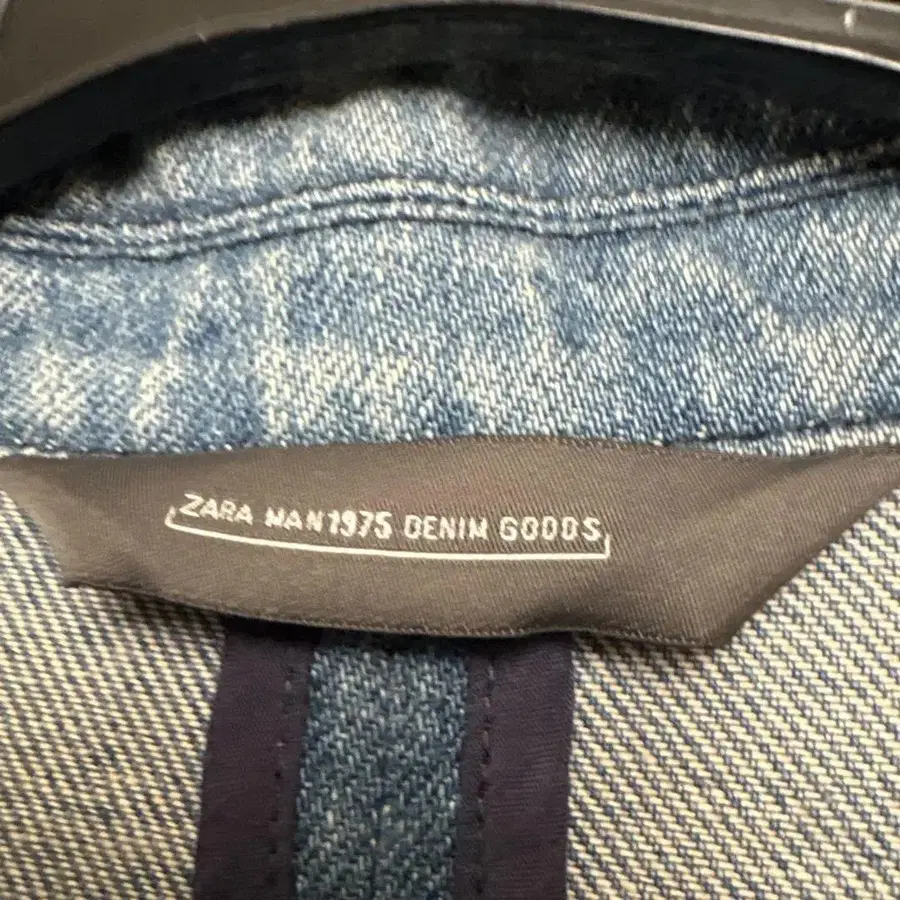 ZARA MAN 1975 DENIM GOODS